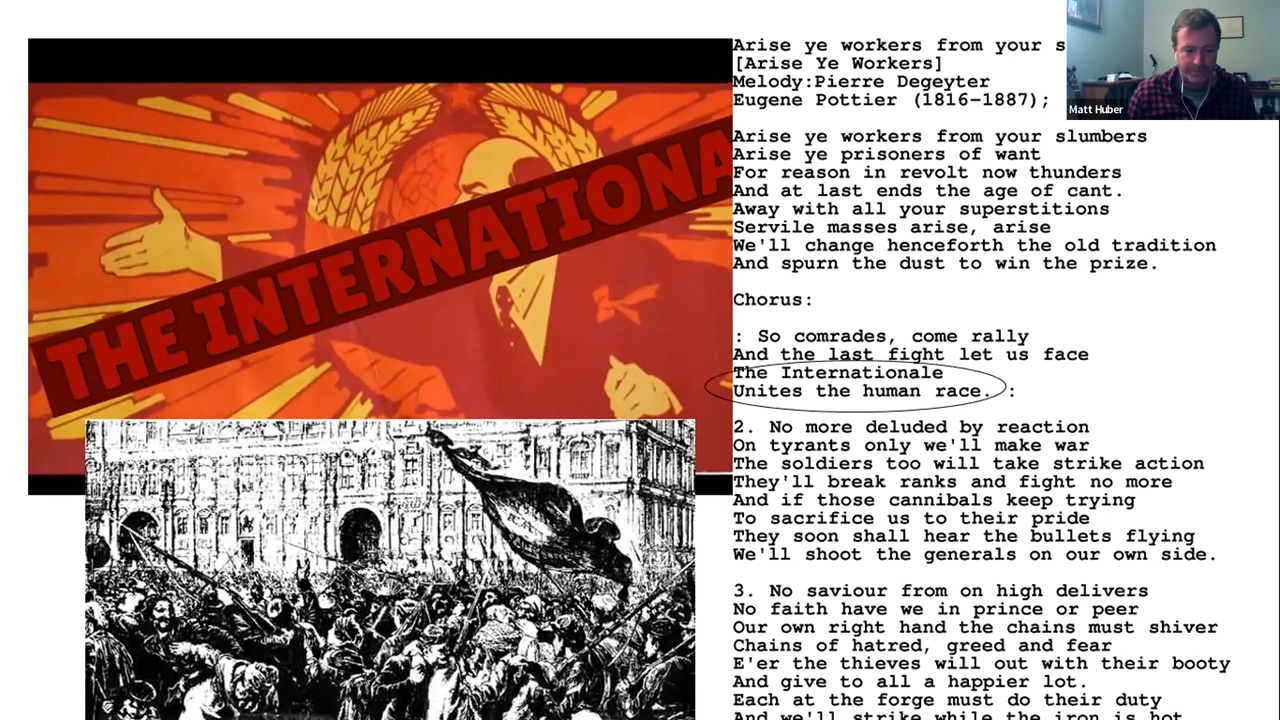 THE INTERNATIONA
Arise ye workers from your s
[Arise Ye Workers]
Melody:Pierre Degeyter
Eugene Pottier (1816-1887);
Matt Huber
Arise ye workers from your slumbers
Arise ye prisoners of want
For reason in revolt now thunders
And at last ends the age of cant.
Away with all your superstitions
Servile masses arise, arise
We'll change henceforth the old tradition
And spurn the dust to win the prize.
Chorus:
: So comrades, come rally
And the last fight let us face
The Internationale
Unites the human race. :
2. No more deluded by reaction
On tyrants only we'll make war
The soldiers too will take strike action
They'll break ranks and fight no more
And if those cannibals keep trying
To sacrifice us to their pride
They soon shall hear the bullets flying
We'll shoot the generals on our own side.
3. No saviour from on high delivers
No faith have we in prince or peer
Our own right hand the chains must shiver
Chains of hatred, greed and fear
E'er the thieves will out with their booty
And give to all a happier lot.
Each at the forge must do their duty
And we'll strike while the iron is hot